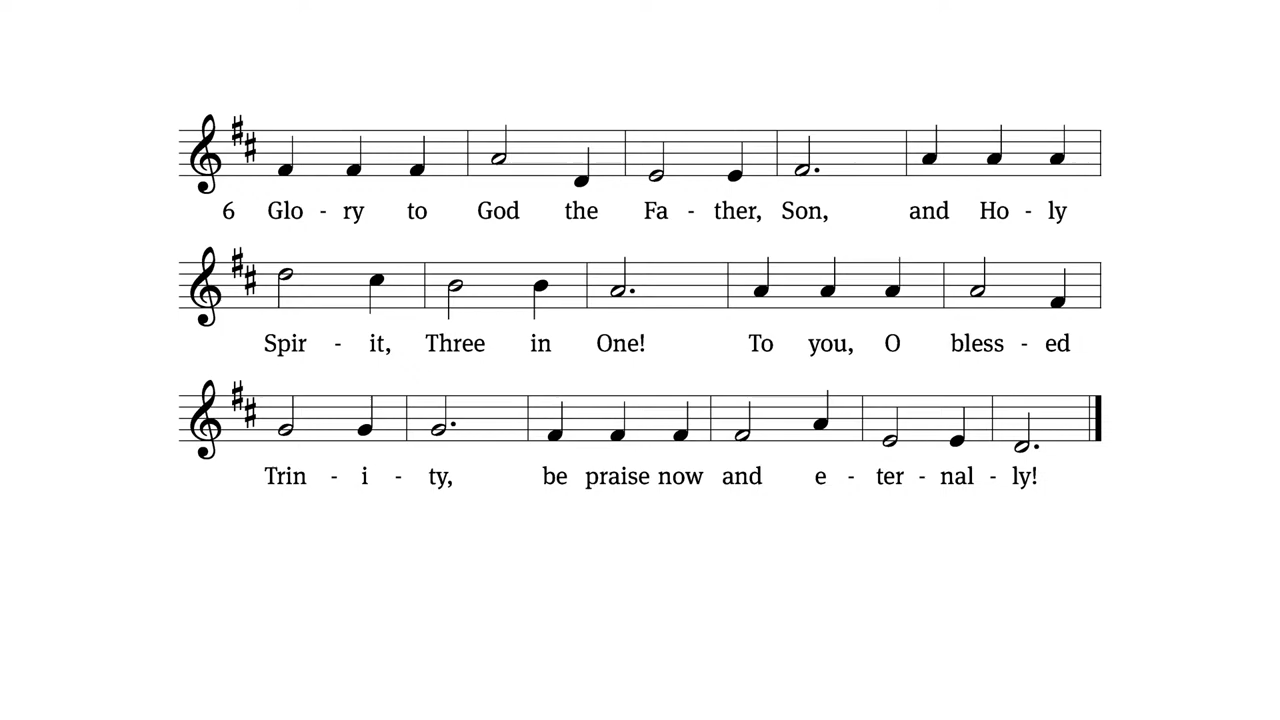 6 Glo - ry to God the Fa - ther, Son, and Ho - ly
Spir - it, Three in One! To you, O bless - ed
Trin - i - ty, be praise now and e - ter - nal - ly!